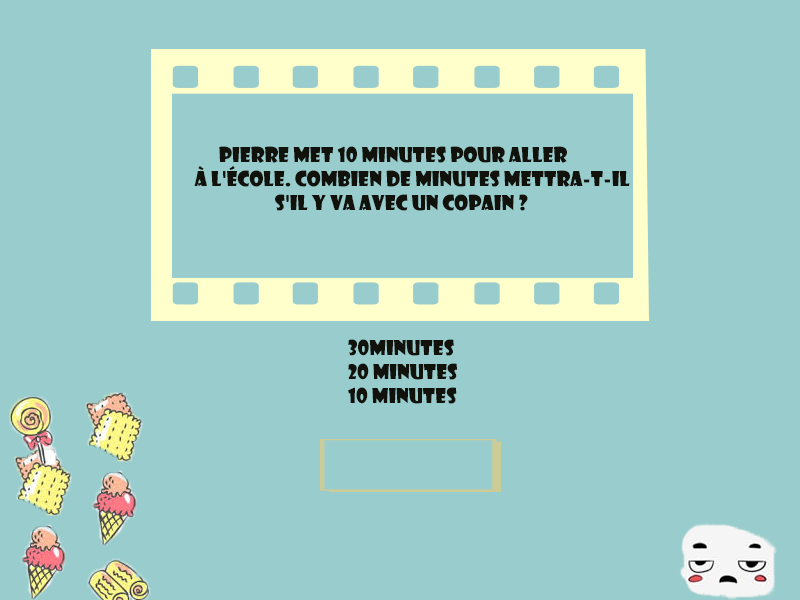 PIERRE MET 10 MINUTES POUR ALLER
À L'ÉCOLE. COMBIEN DE MINUTES METTRA-T-IL
S'IL Y VA AVEC UN COPAIN ?
30MINUTES
20 MINUTES
10 MINUTES